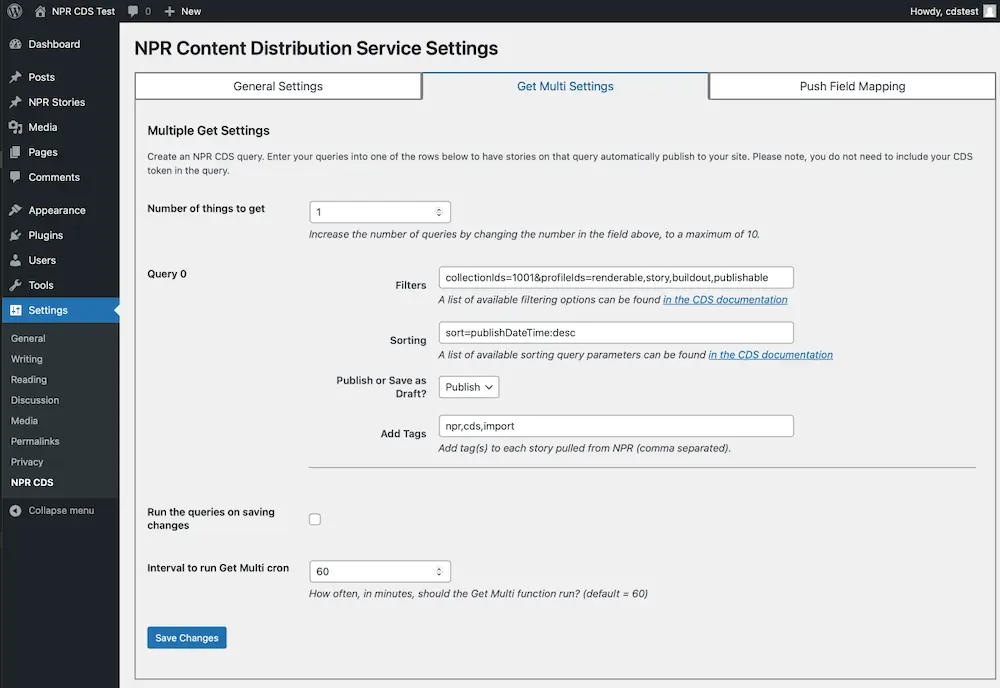 NPR CDS Test 0 New Howdy, cdstest
Dashboard
Posts
NPR Stories
Media
Pages
Comments
Appearance
Plugins
Users
Tools
Settings
General
Writing
Reading
Discussion
Media
Permalinks
Privacy
NPR CDS
Collapse menu
NPR Content Distribution Service Settings
General Settings Get Multi Settings Push Field Mapping
Multiple Get Settings
Create an NPR CDS query. Enter your queries into one of the rows below to have stories on that query automatically publish to your site. Please note, you do not need to include your CDS
token in the query.
Number of things to get 1
Increase the number of queries by changing the number in the field above, to a maximum of 10.
Query 0
Filters collectionIds=1001&profileIds=renderable,story,buildout,publishable
A list of available filtering options can be found in the CDS documentation
Sorting sort=publishDateTime:desc
A list of available sorting query parameters can be found in the CDS documentation
Publish or Save as
Draft? Publish
Add Tags npr,cds,import
Add tag(s) to each story pulled from NPR (comma separated).
Run the queries on saving
changes
Interval to run Get Multi cron 60
How often, in minutes, should the Get Multi function run? (default = 60)
Save Changes